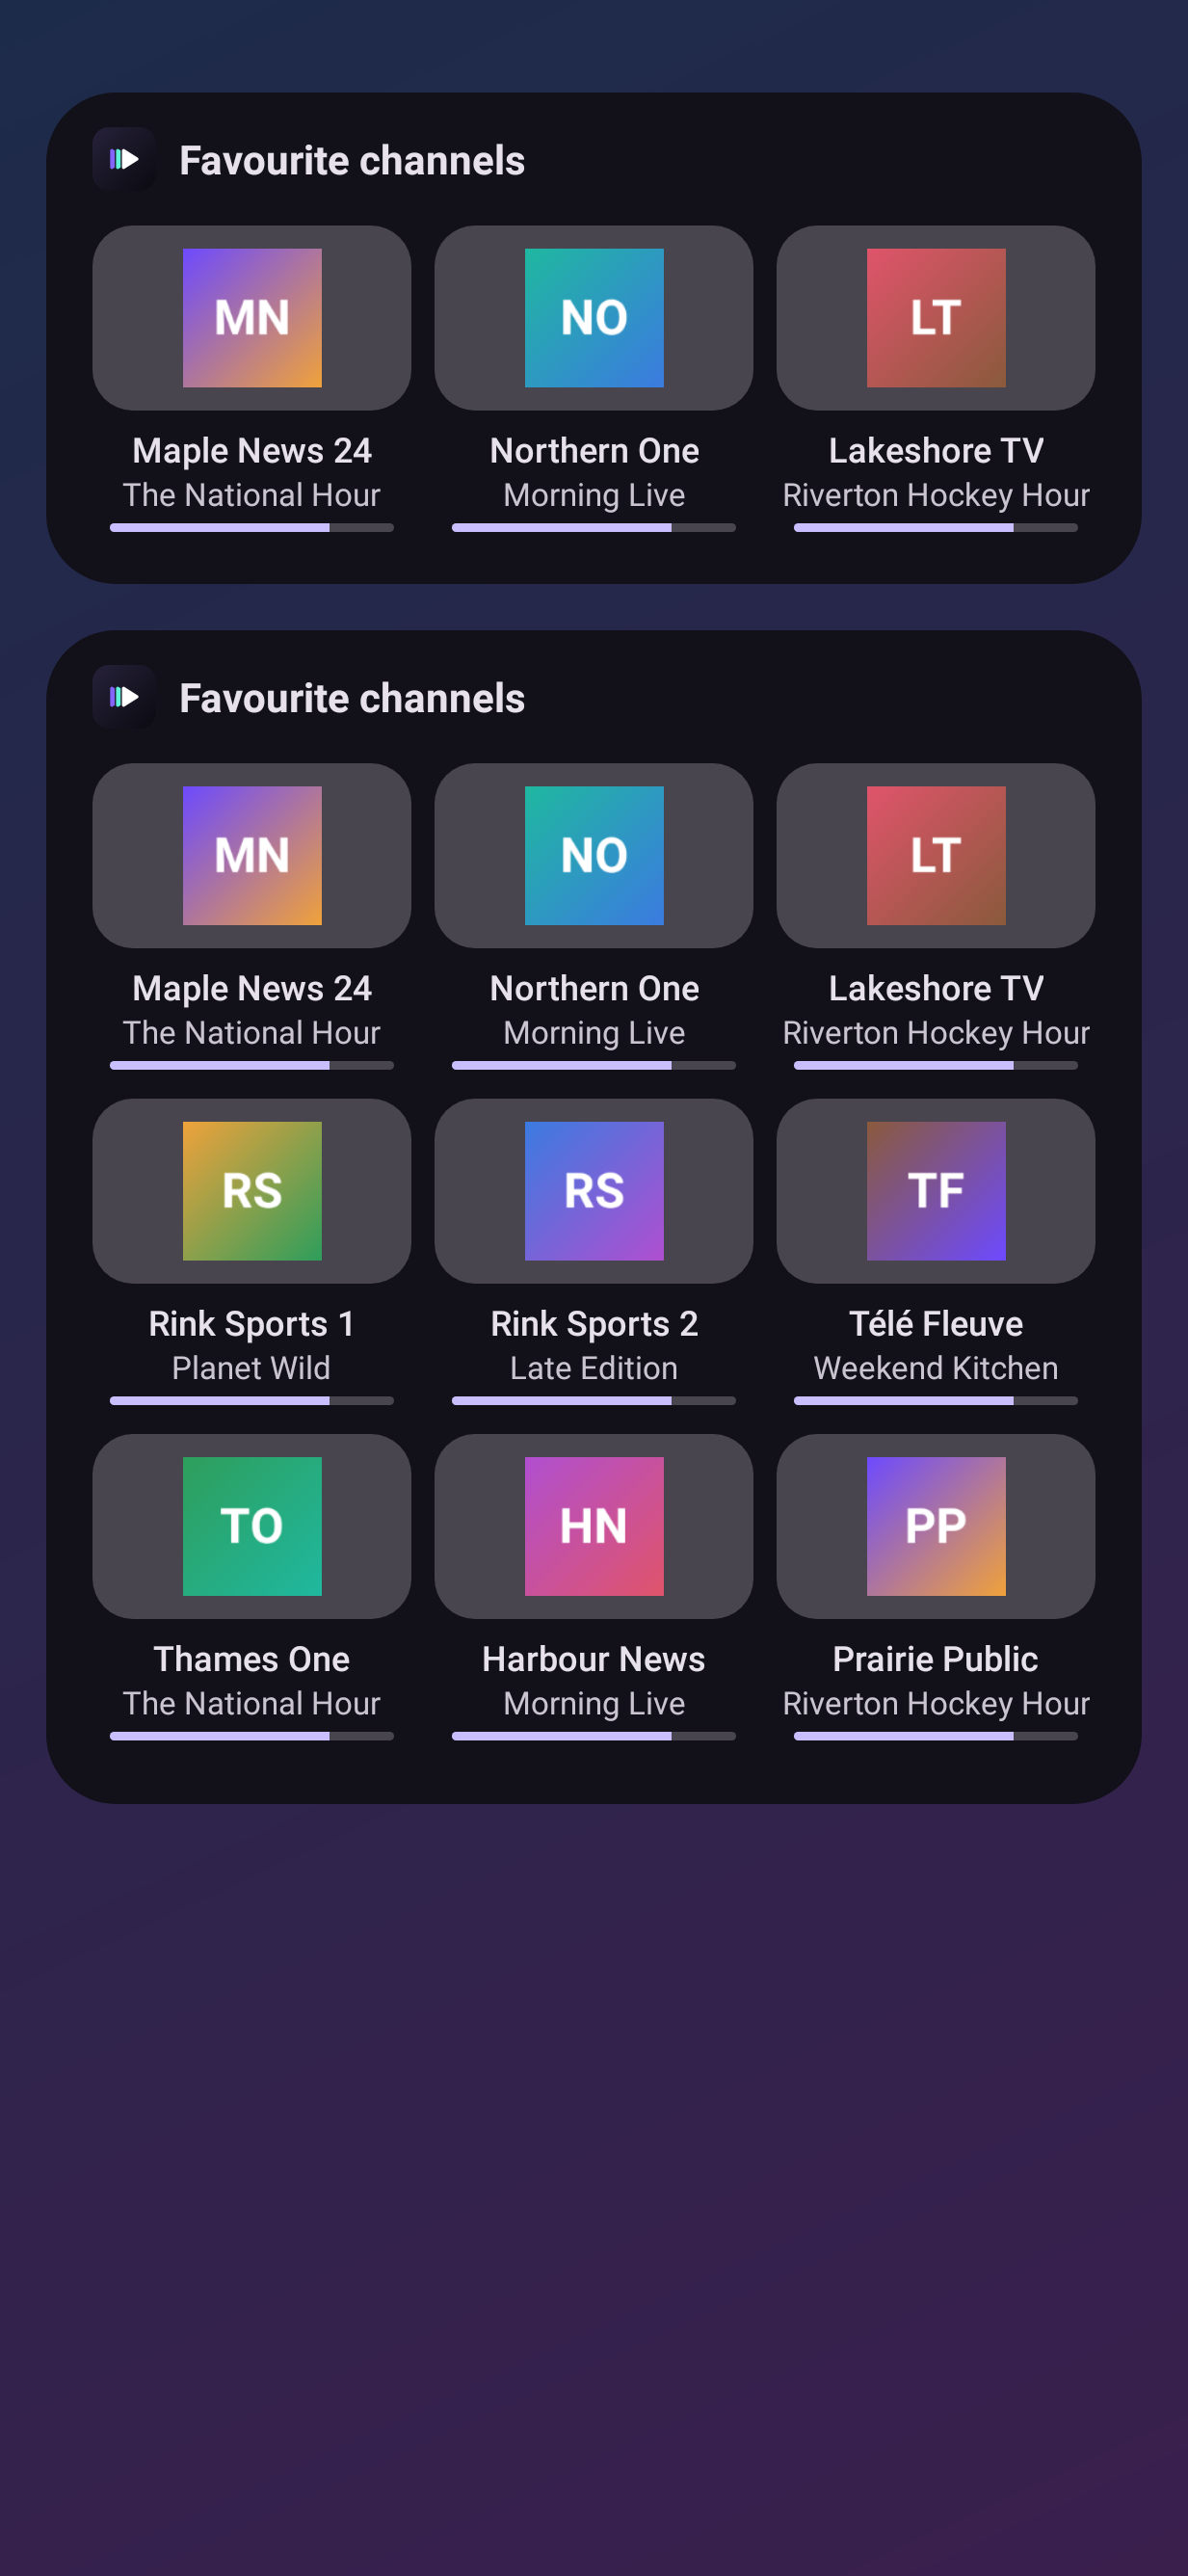 Favourite channels
MN NO LT
Maple News 24 Northern One Lakeshore TV
The National Hour Morning Live Riverton Hockey Hour
Favourite channels
MN NO LT
Maple News 24 Northern One Lakeshore TV
The National Hour Morning Live Riverton Hockey Hour
RS RS TF
Rink Sports 1 Rink Sports 2 Télé Fleuve
Planet Wild Late Edition Weekend Kitchen
TO HN PP
Thames One Harbour News Prairie Public
The National Hour Morning Live Riverton Hockey Hour